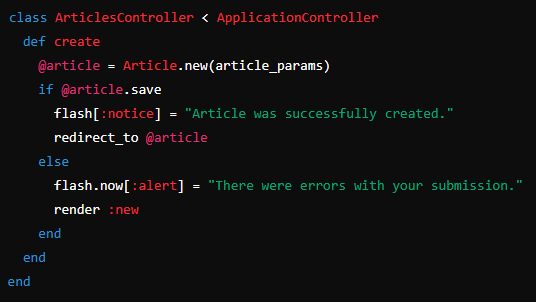 class ArticlesController < ApplicationController
  def create
    @article = Article.new(article_params)
    if @article.save
      flash[:notice] = "Article was successfully created."
      redirect_to @article
    else
      flash.now[:alert] = "There were errors with your submission."
      render :new
    end
  end
end